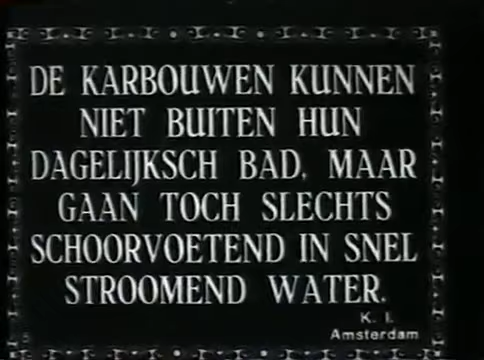 DE KARBOUWEN KUNNEN
NIET BUITEN HUN
DAGELIJKSCH BAD, MAAR
GAAN TOCH SLECHTS
SCHOORVOETEND IN SNEL
STROOMEND WATER.
K. I.
Amsterdam